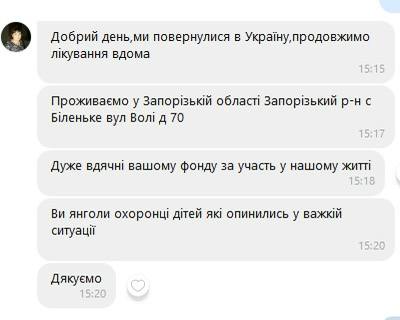 Добрий день,ми повернулися в Україну,продовжимо
лікування вдома
15:15
Проживаємо у Запорізькій області Запорізький р-н с
Біленьке вул Волі д 70
15:17
Дуже вдячні вашому фонду за участь у нашому житті
15:18
Ви янголи охоронці дітей які опинились у важкій
ситуації
15:20
Дякуємо
15:20